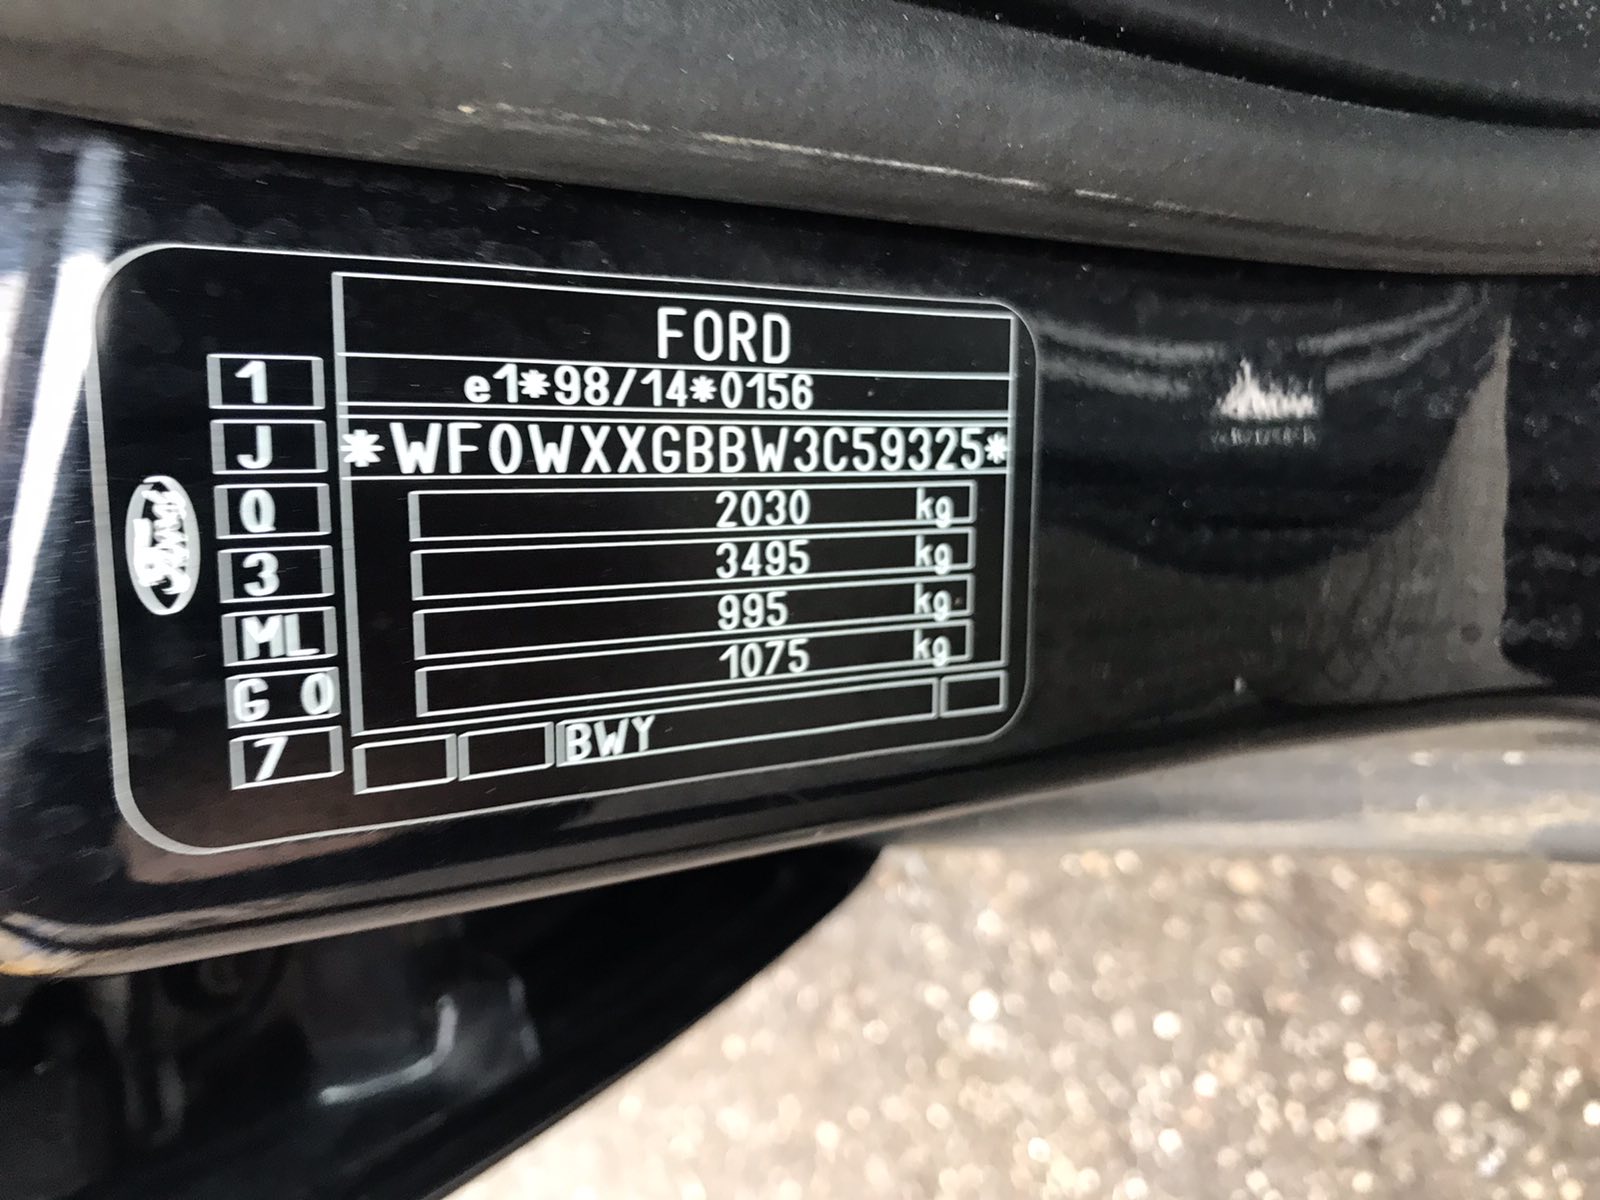 FORD
1
e1*98/14*0156
J
*WF0WXXGBBW3C59325*
Q
2030 kg
3
3495 kg
ML
995 kg
G 0
1075 kg
7
BWY